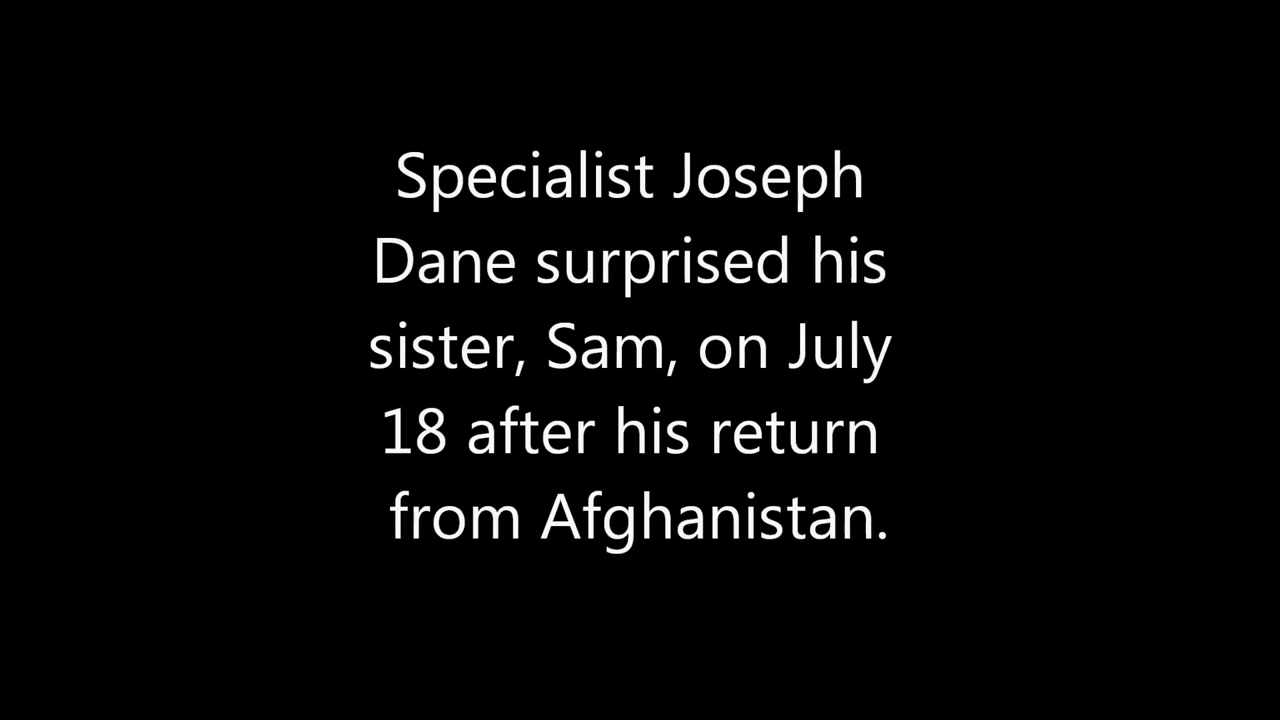 Specialist Joseph
Dane surprised his
sister, Sam, on July
18 after his return
from Afghanistan.